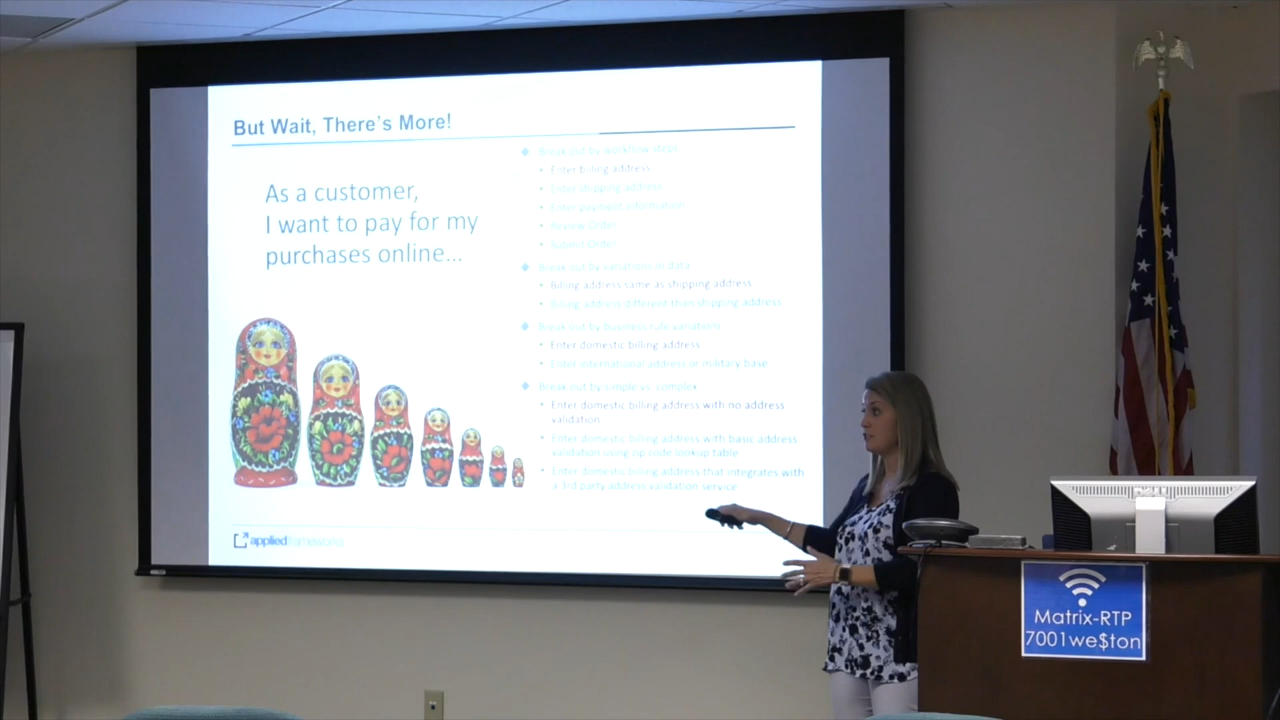 But Wait, There's More!
As a customer,
I want to pay for my
purchases online...
Break out by workflow steps
Enter billing address
Enter shipping address
Enter payment information
Review Order
Submit Order
Break out by variations in data
Billing address same as shipping address
Billing address different than shipping address
Break out by business rule variations
Enter domestic billing address
Enter international address or military base
Break out by simple vs. complex
Enter domestic billing address with no address
validation
Enter domestic billing address with basic address
validation using zip code lookup table
Enter domestic billing address that integrates with
a 3rd party address validation service
appliedframeworks
DELL
Matrix-RTP
7001we$ton